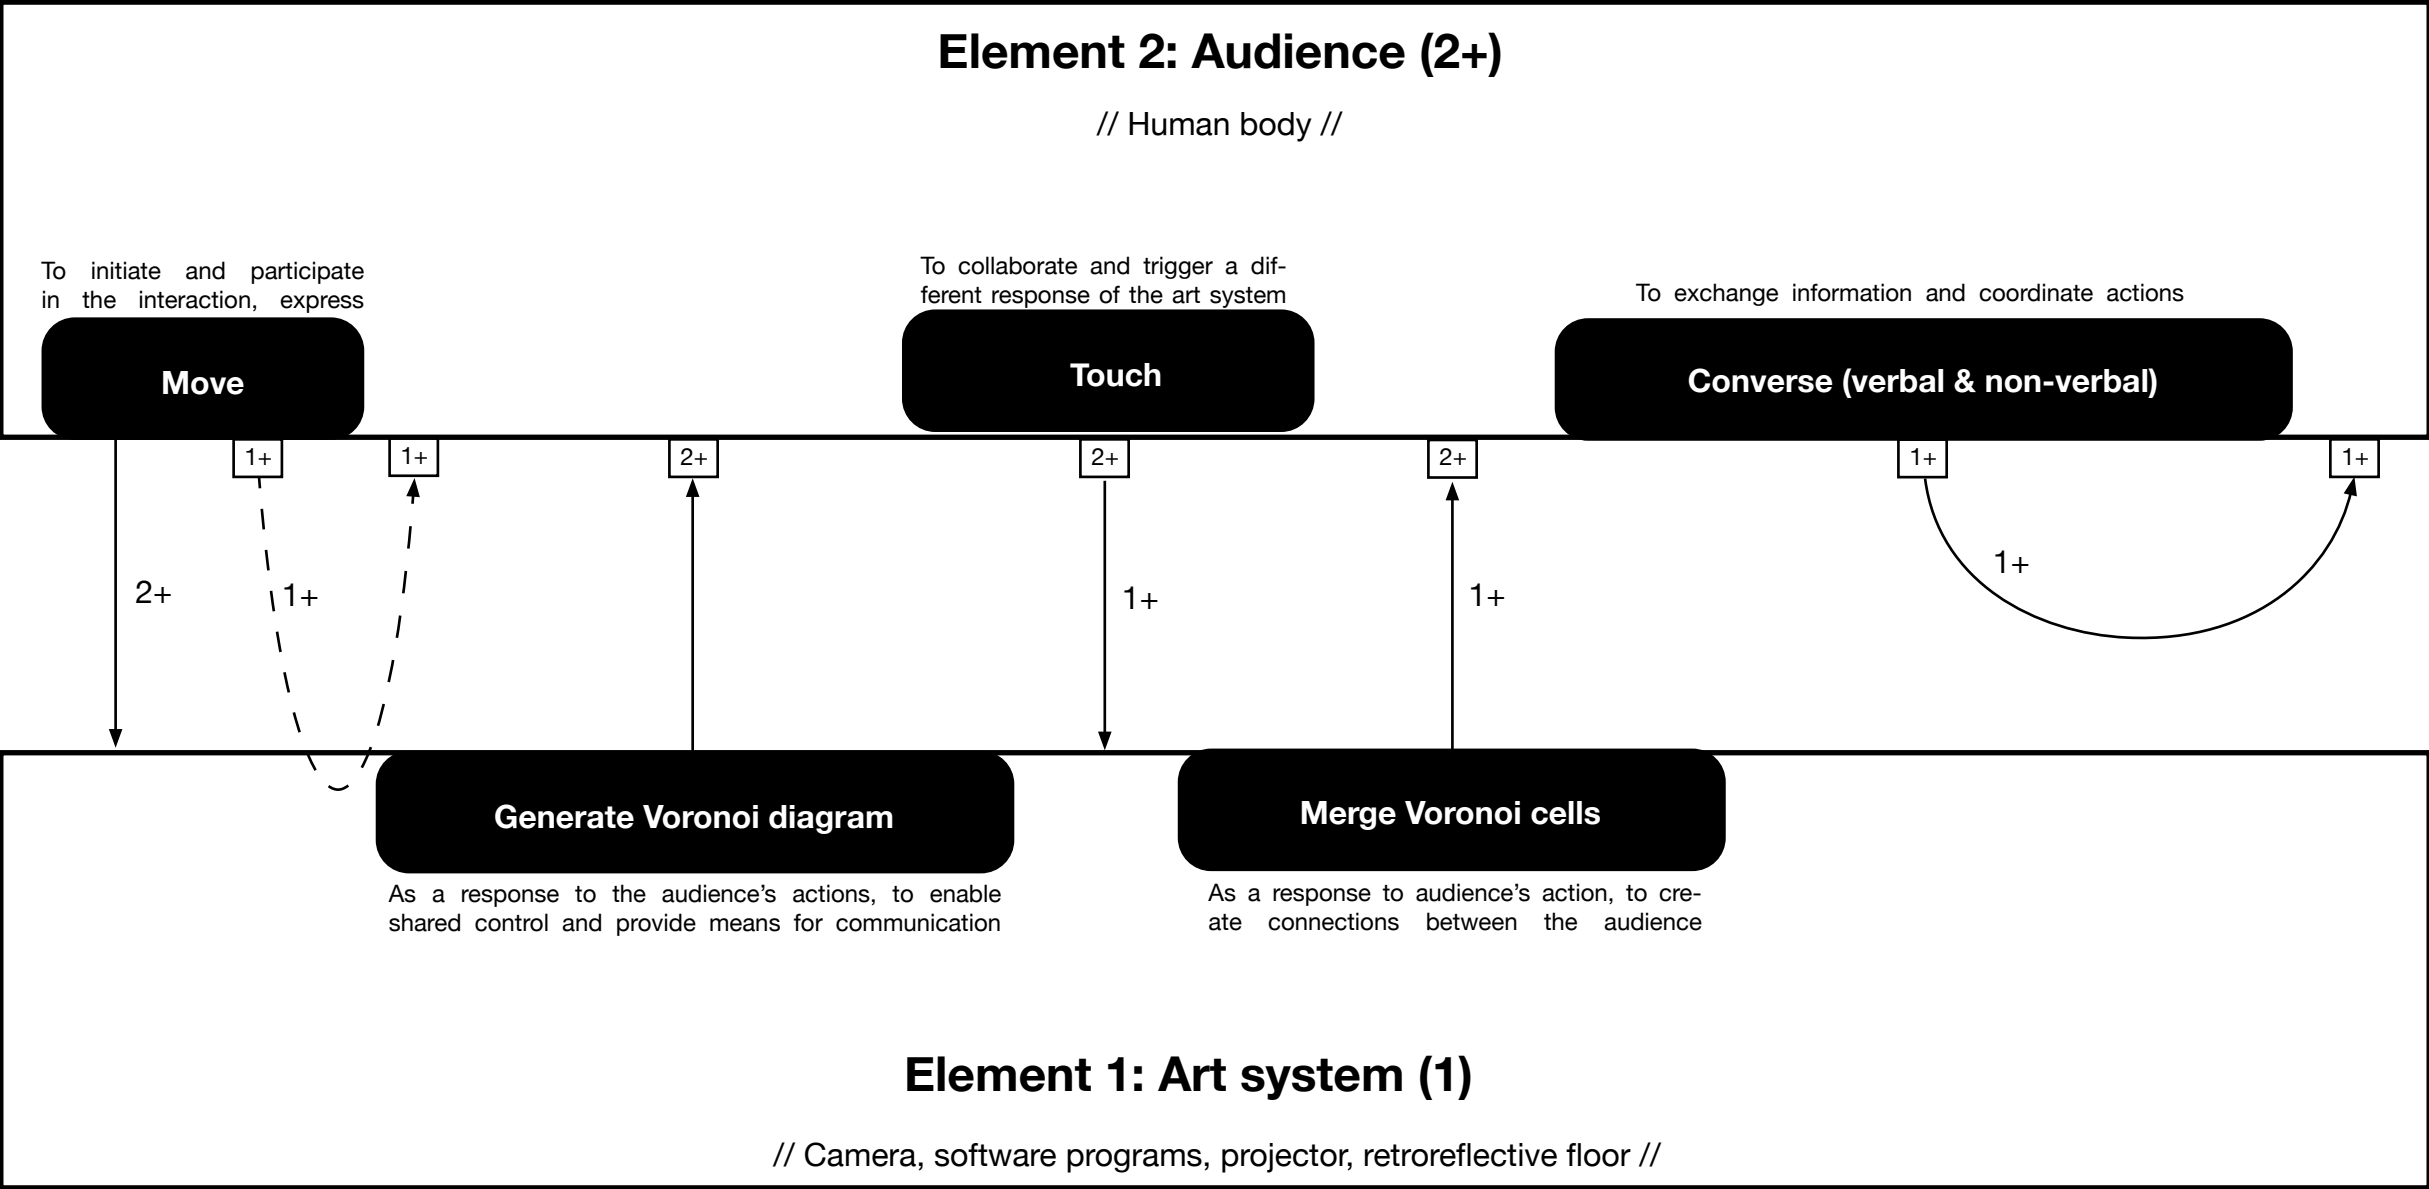 Element 2: Audience (2+)
// Human body //
To initiate and participate
in the interaction, express
Move
To collaborate and trigger a dif-
ferent response of the art system
Touch
To exchange information and coordinate actions
Converse (verbal & non-verbal)
1+
1+
2+
2+
2+
1+
1+
2+
1+
1+
1+
1+
Generate Voronoi diagram
As a response to the audience's actions, to enable
shared control and provide means for communication
Merge Voronoi cells
As a response to audience's action, to cre-
ate connections between the audience
Element 1: Art system (1)
// Camera, software programs, projector, retroreflective floor //